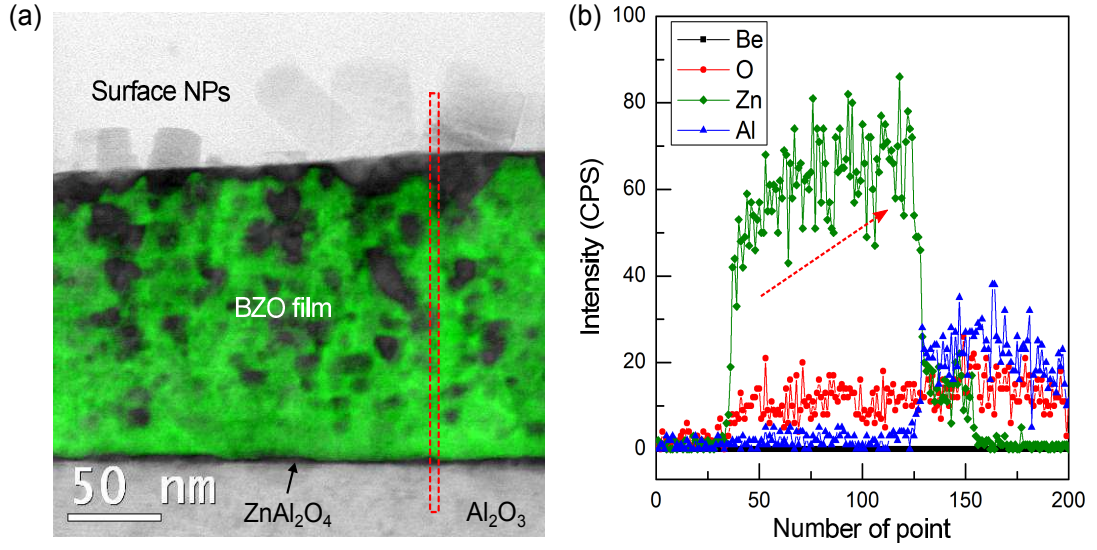 (a)
Surface NPs
BZO film
50 nm
ZnAl₂O₄
Al₂O₃
(b)
100
80
60
40
20
0
Intensity (CPS)
Be
O
Zn
Al
0
50
100
150
200
Number of point